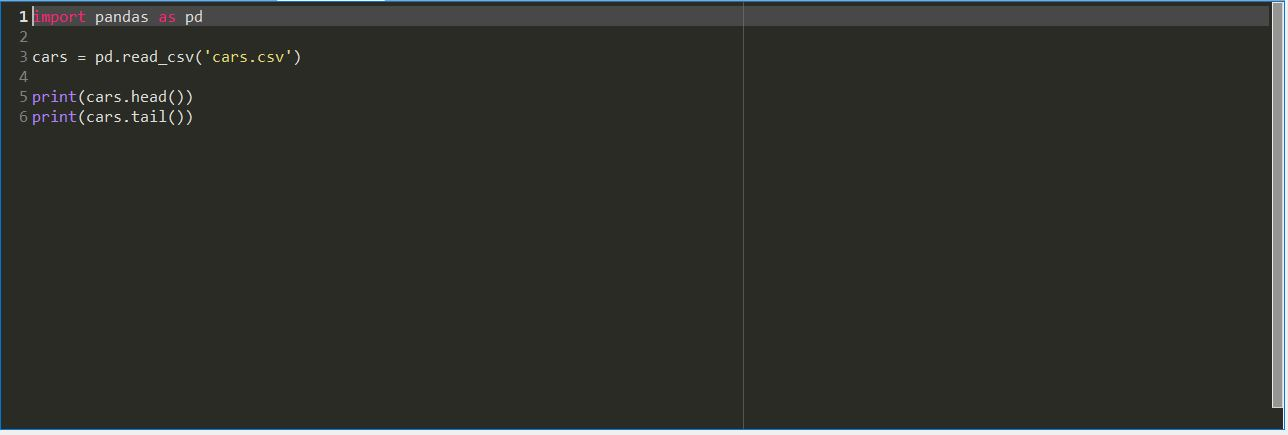 1 import pandas as pd
2
3 cars = pd.read_csv('cars.csv')
4
5 print(cars.head())
6 print(cars.tail())